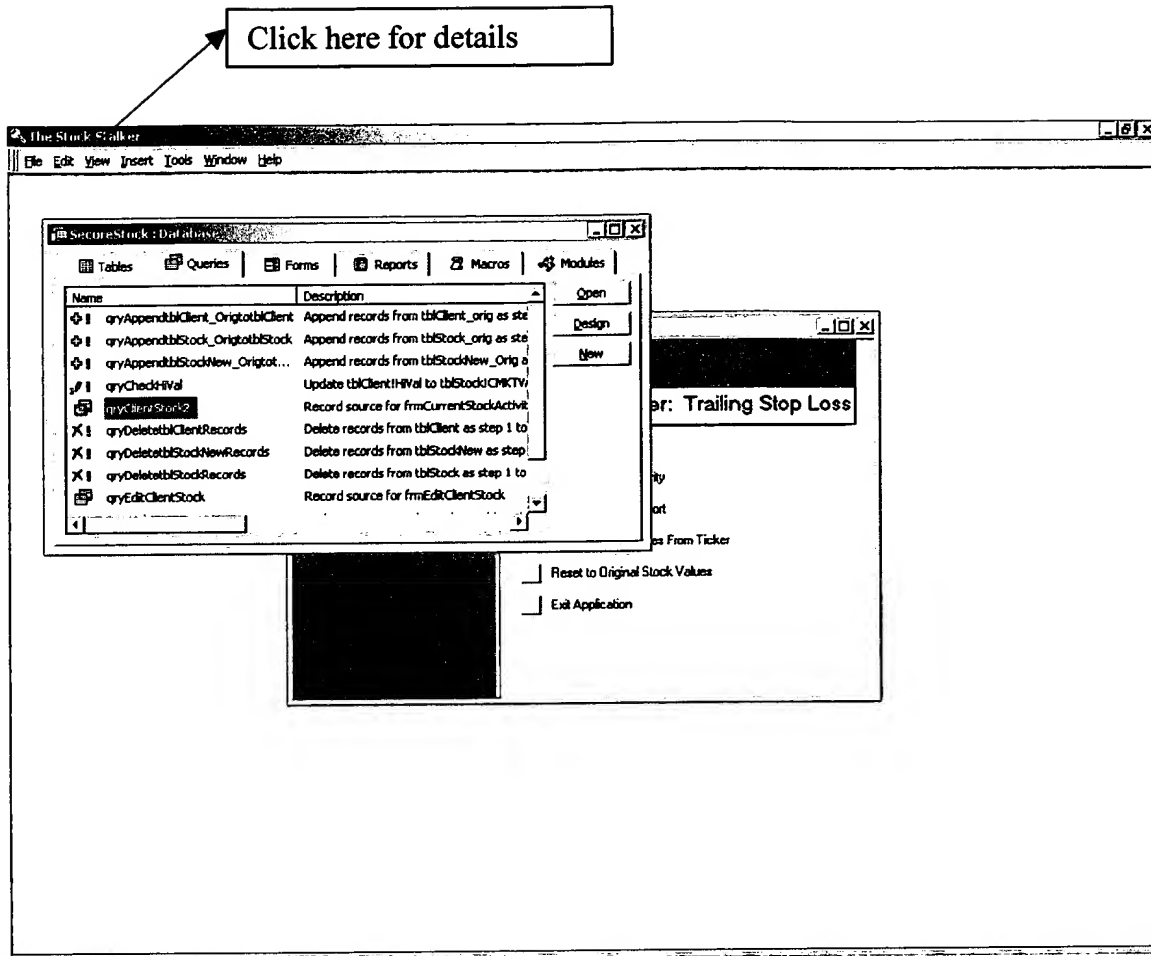 Click here for details
The Stock Stalker
File Edit View Insert Tools Window Help
SecureStock : Database
Tables Queries Forms Reports Macros Modules
Name Description
qryAppendtblClient_OrigtotblClient Append records from tblClient_orig as ste
qryAppendtblStock_OrigtotblStock Append records from tblStock_orig as ste
qryAppendtblStockNew_Origtot... Append records from tblStockNew_Orig a
qryCheckHiVal Update tblClient!HiVal to tblStock!CMKTV
qryClientStock2 Record source for frmCurrentStockActivit
qryDeletetblClientRecords Delete records from tblClient as step 1 to
qryDeletetblStockNewRecords Delete records from tblStockNew as step
qryDeletetblStockRecords Delete records from tblStock as step 1 to
qryEditClientStock Record source for frmEditClientStock
Open
Design
New
er: Trailing Stop Loss
ity
ort
es From Ticker
Reset to Original Stock Values
Exit Application